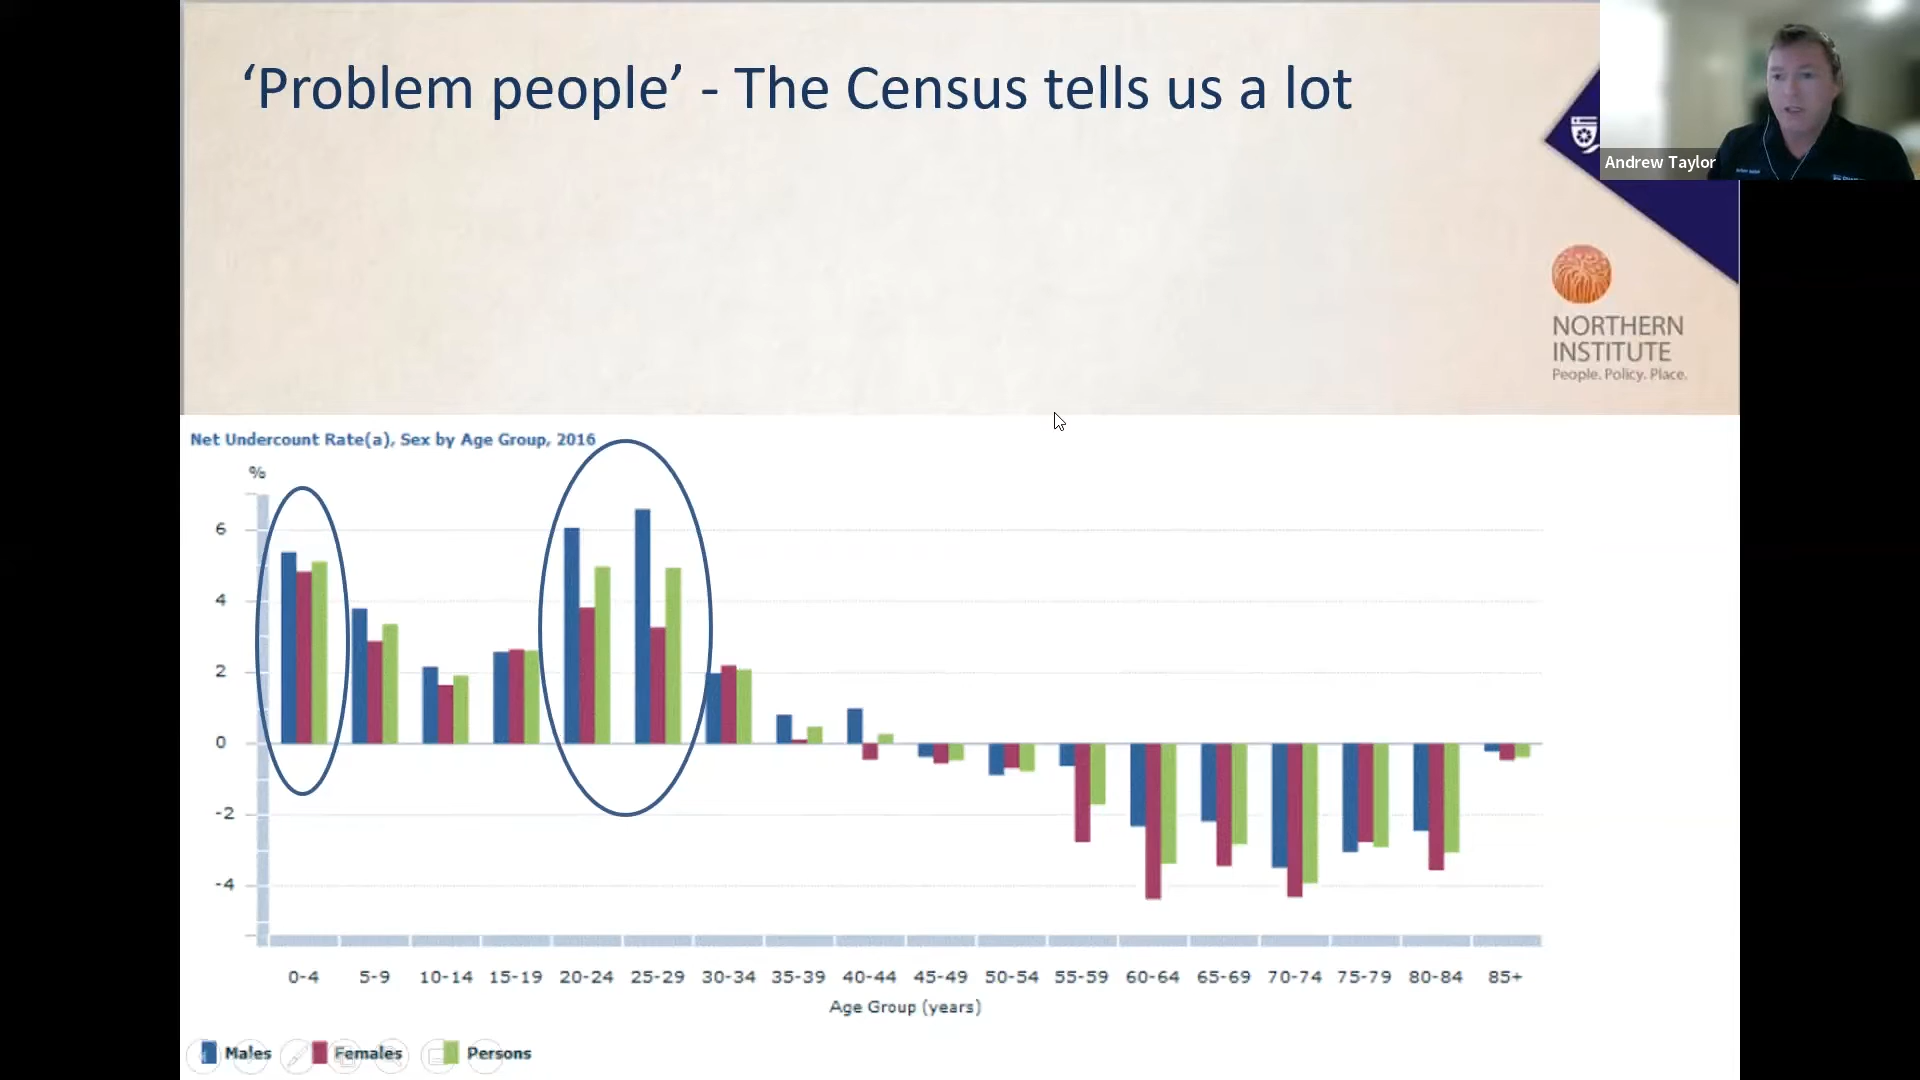 ‘Problem people’ - The Census tells us a lot
Andrew Taylor
NORTHERN
INSTITUTE
People. Policy. Place.
Net Undercount Rate(a), Sex by Age Group, 2016
%
6
4
2
0
-2
-4
0-4 5-9 10-14 15-19 20-24 25-29 30-34 35-39 40-44 45-49 50-54 55-59 60-64 65-69 70-74 75-79 80-84 85+
Age Group (years)
Males Females Persons